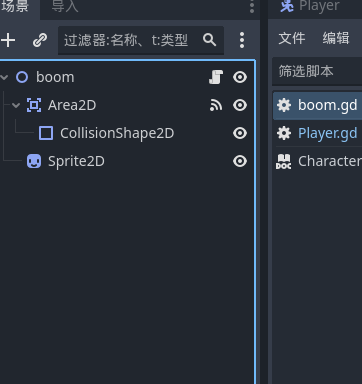 场景 导入
过滤器:名称、t:类型
boom
Area2D
CollisionShape2D
Sprite2D
Player
文件 编辑
筛选脚本
boom.gd
Player.gd
DOC Character